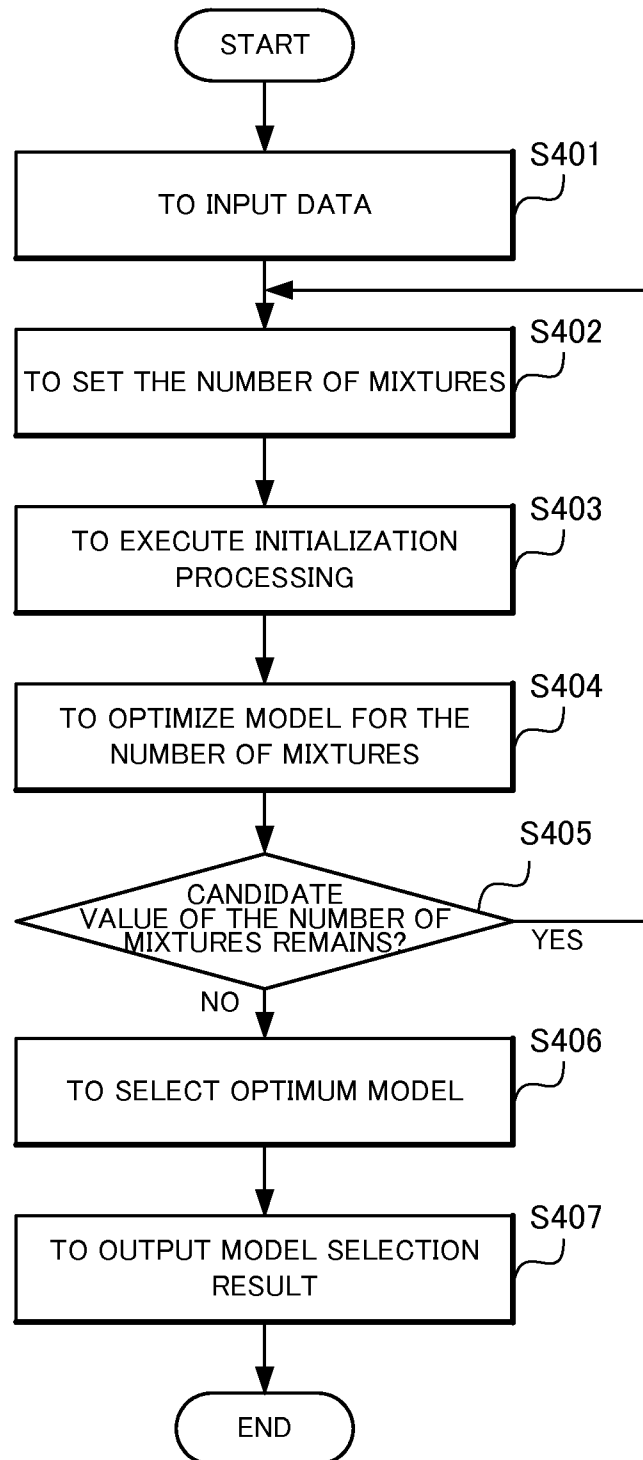 START
S401
TO INPUT DATA
S402
TO SET THE NUMBER OF MIXTURES
S403
TO EXECUTE INITIALIZATION
PROCESSING
S404
TO OPTIMIZE MODEL FOR THE
NUMBER OF MIXTURES
S405
CANDIDATE
VALUE OF THE NUMBER OF
MIXTURES REMAINS?
YES
NO
S406
TO SELECT OPTIMUM MODEL
S407
TO OUTPUT MODEL SELECTION
RESULT
END